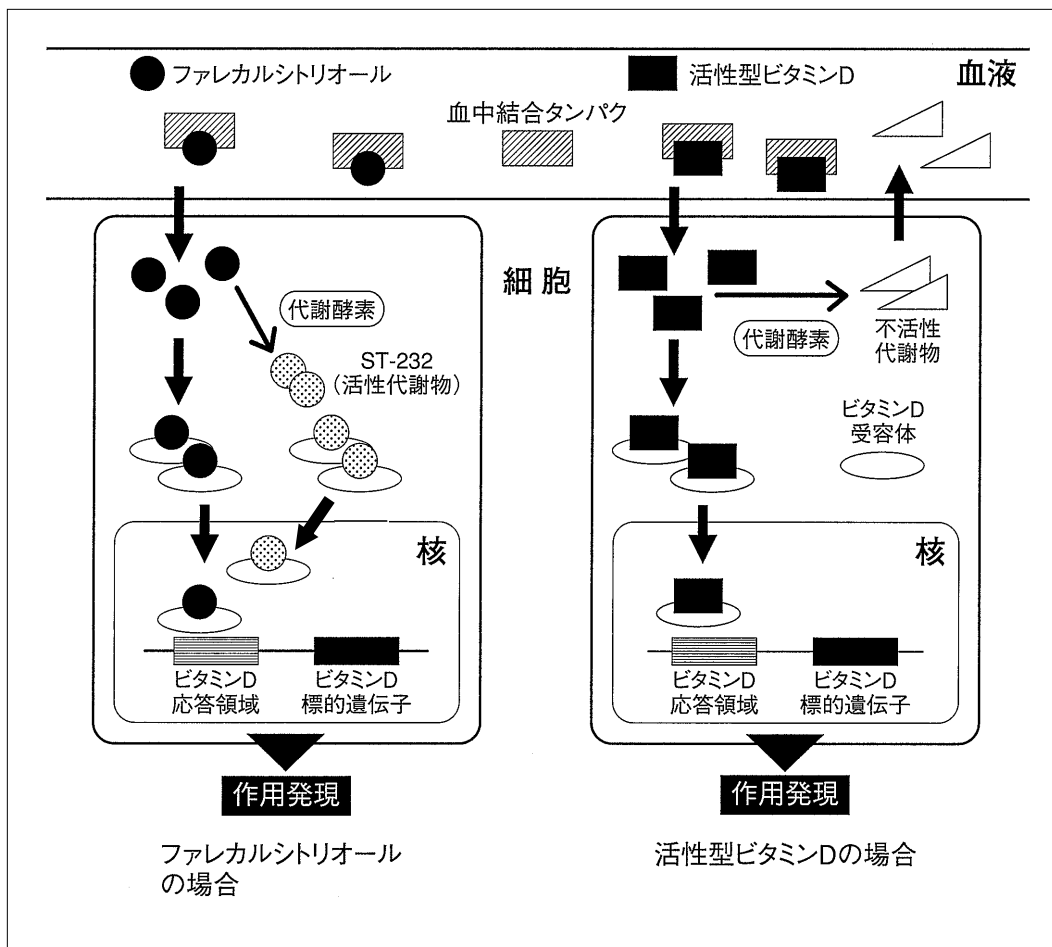 ファレカルシトリオール
活性型ビタミンD
血液
血中結合タンパク
細胞
代謝酵素
ST-232
(活性代謝物)
核
ビタミンD
応答領域
ビタミンD
標的遺伝子
作用発現
ファレカルシトリオール
の場合
代謝酵素
不活性
代謝物
ビタミンD
受容体
核
ビタミンD
応答領域
ビタミンD
標的遺伝子
作用発現
活性型ビタミンDの場合